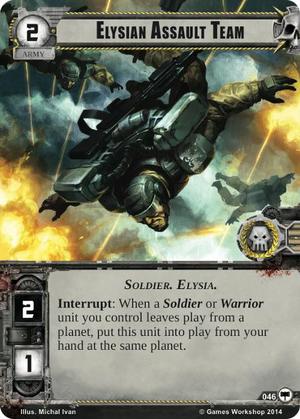 2
ELYSIAN ASSAULT TEAM
ARMY
SOLDIER. ELYSIA.
2
Interrupt: When a Soldier or Warrior
unit you control leaves play from a
planet, put this unit into play from your
hand at the same planet.
1
046
Illus. Michal Ivan
© Games Workshop 2014